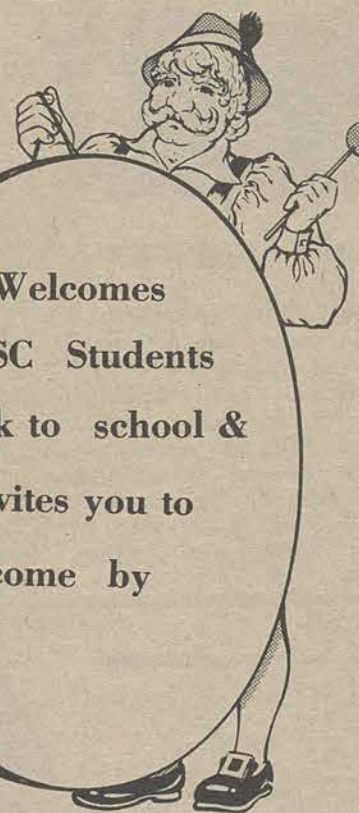 Welcomes
SC Students
k to school &
vites you to
come by